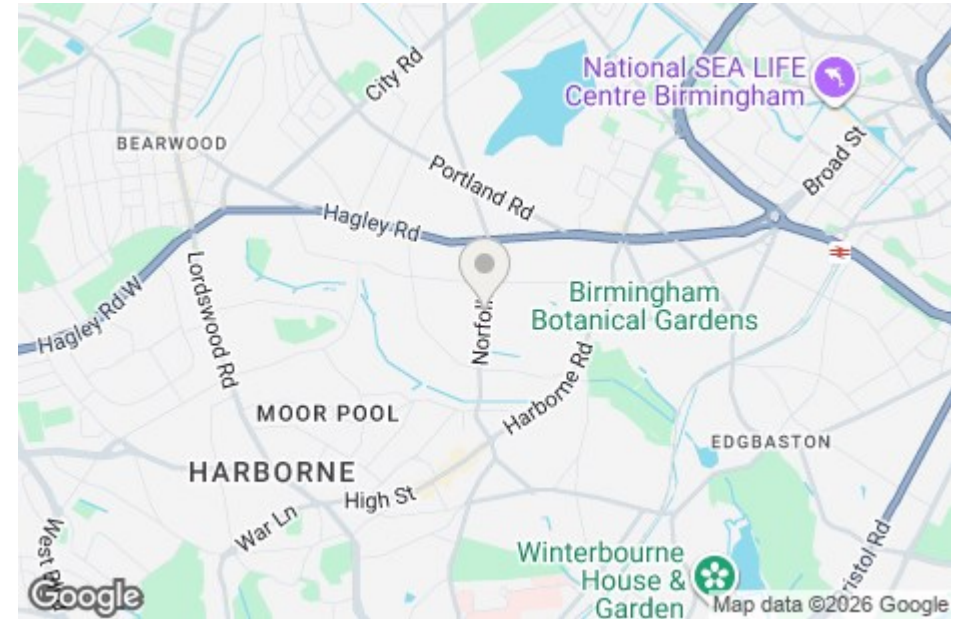 National SEA LIFE
Centre Birmingham
City Rd
BEARWOOD
Broad St
Portland Rd
Hagley Rd
Lordswood Rd
Hagley Rd W
Birmingham
Botanical Gardens
Harborne Rd
MOOR POOL
EDGBASTON
HARBORNE
High St
War Ln
Winterbourne
House &
Garden
Google
Map data ©2026 Google